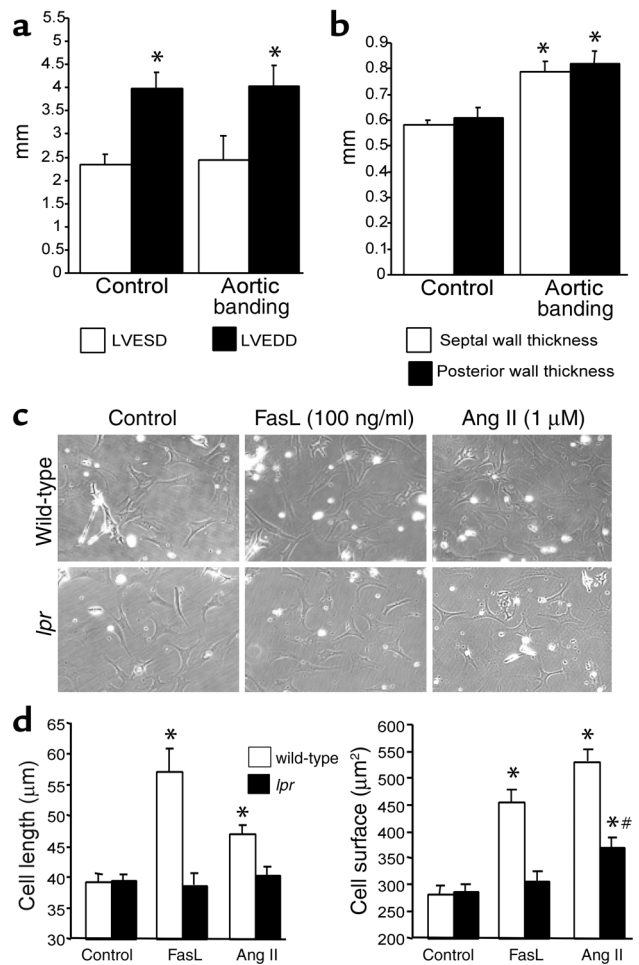 a
5.5
5
4.5
4
3.5
3
2.5
2
1.5
1
0.5
0
mm
*
*
Control
Aortic
banding
LVESD
LVEDD
b
0.9
0.8
0.7
0.6
0.5
0.4
0.3
0.2
0.1
0
mm
*
*
Control
Aortic
banding
Septal wall thickness
Posterior wall thickness
c
Control
FasL (100 ng/ml)
Ang II (1 μM)
Wild-type
lpr
d
65
60
55
50
45
40
35
30
Cell length (μm)
*
*
wild-type
lpr
Control
FasL
Ang II
600
550
500
450
400
350
300
250
200
Cell surface (μm²)
*
*
*#
Control
FasL
Ang II